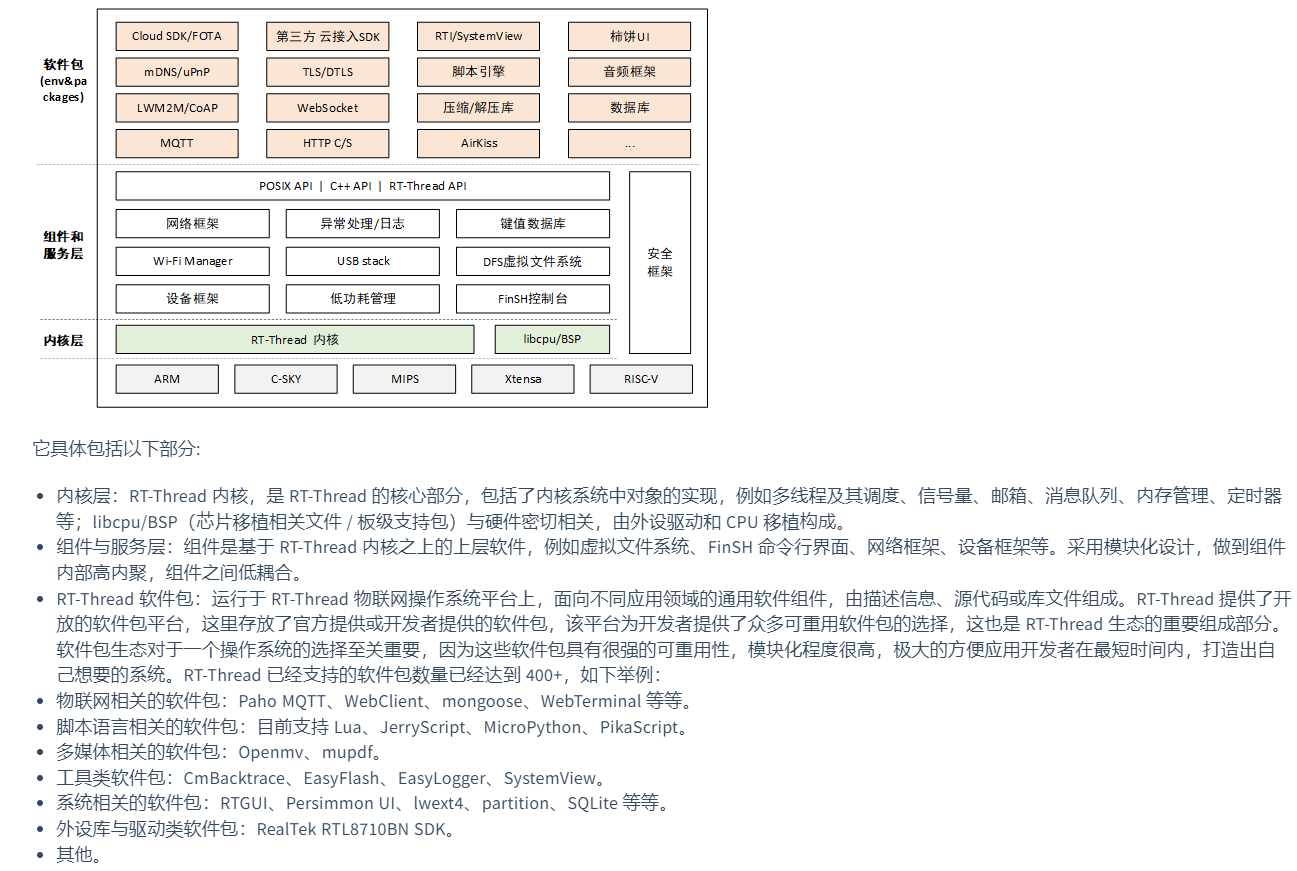 Cloud SDK/FOTA 第三方 云接入SDK RTI/SystemView 柿饼UI
软件包
(env&pa
ckages)
mDNS/uPnP TLS/DTLS 脚本引擎 音频框架
LWM2M/CoAP WebSocket 压缩/解压库 数据库
MQTT HTTP C/S AirKiss ...
POSIX API | C++ API | RT-Thread API
组件和
服务层
网络框架 异常处理/日志 键值数据库
Wi-Fi Manager USB stack DFS虚拟文件系统
设备框架 低功耗管理 FinSH控制台
安全
框架
内核层 RT-Thread 内核 libcpu/BSP
ARM C-SKY MIPS Xtensa RISC-V
它具体包括以下部分:
• 内核层：RT-Thread 内核，是 RT-Thread 的核心部分，包括了内核系统中对象的实现，例如多线程及其调度、信号量、邮箱、消息队列、内存管理、定时器
等；libcpu/BSP（芯片移植相关文件 / 板级支持包）与硬件密切相关，由外设驱动和 CPU 移植构成。
• 组件与服务层：组件是基于 RT-Thread 内核之上的上层软件，例如虚拟文件系统、FinSH 命令行界面、网络框架、设备框架等。采用模块化设计，做到组件
内部高内聚，组件之间低耦合。
• RT-Thread 软件包：运行于 RT-Thread 物联网操作系统平台上，面向不同应用领域的通用软件组件，由描述信息、源代码或库文件组成。RT-Thread 提供了开
放的软件包平台，这里存放了官方提供或开发者提供的软件包，该平台为开发者提供了众多可重用软件包的选择，这也是 RT-Thread 生态的重要组成部分。
软件包生态对于一个操作系统的选择至关重要，因为这些软件包具有很强的可重用性，模块化程度很高，极大的方便应用开发者在最短时间内，打造出自
己想要的系统。RT-Thread 已经支持的软件包数量已经达到 400+，如下举例：
• 物联网相关的软件包：Paho MQTT、WebClient、mongoose、WebTerminal 等等。
• 脚本语言相关的软件包：目前支持 Lua、JerryScript、MicroPython、PikaScript。
• 多媒体相关的软件包：Openmv、mupdf。
• 工具类软件包：CmBacktrace、EasyFlash、EasyLogger、SystemView。
• 系统相关的软件包：RTGUI、Persimmon UI、lwext4、partition、SQLite 等等。
• 外设库与驱动类软件包：RealTek RTL8710BN SDK。
• 其他。